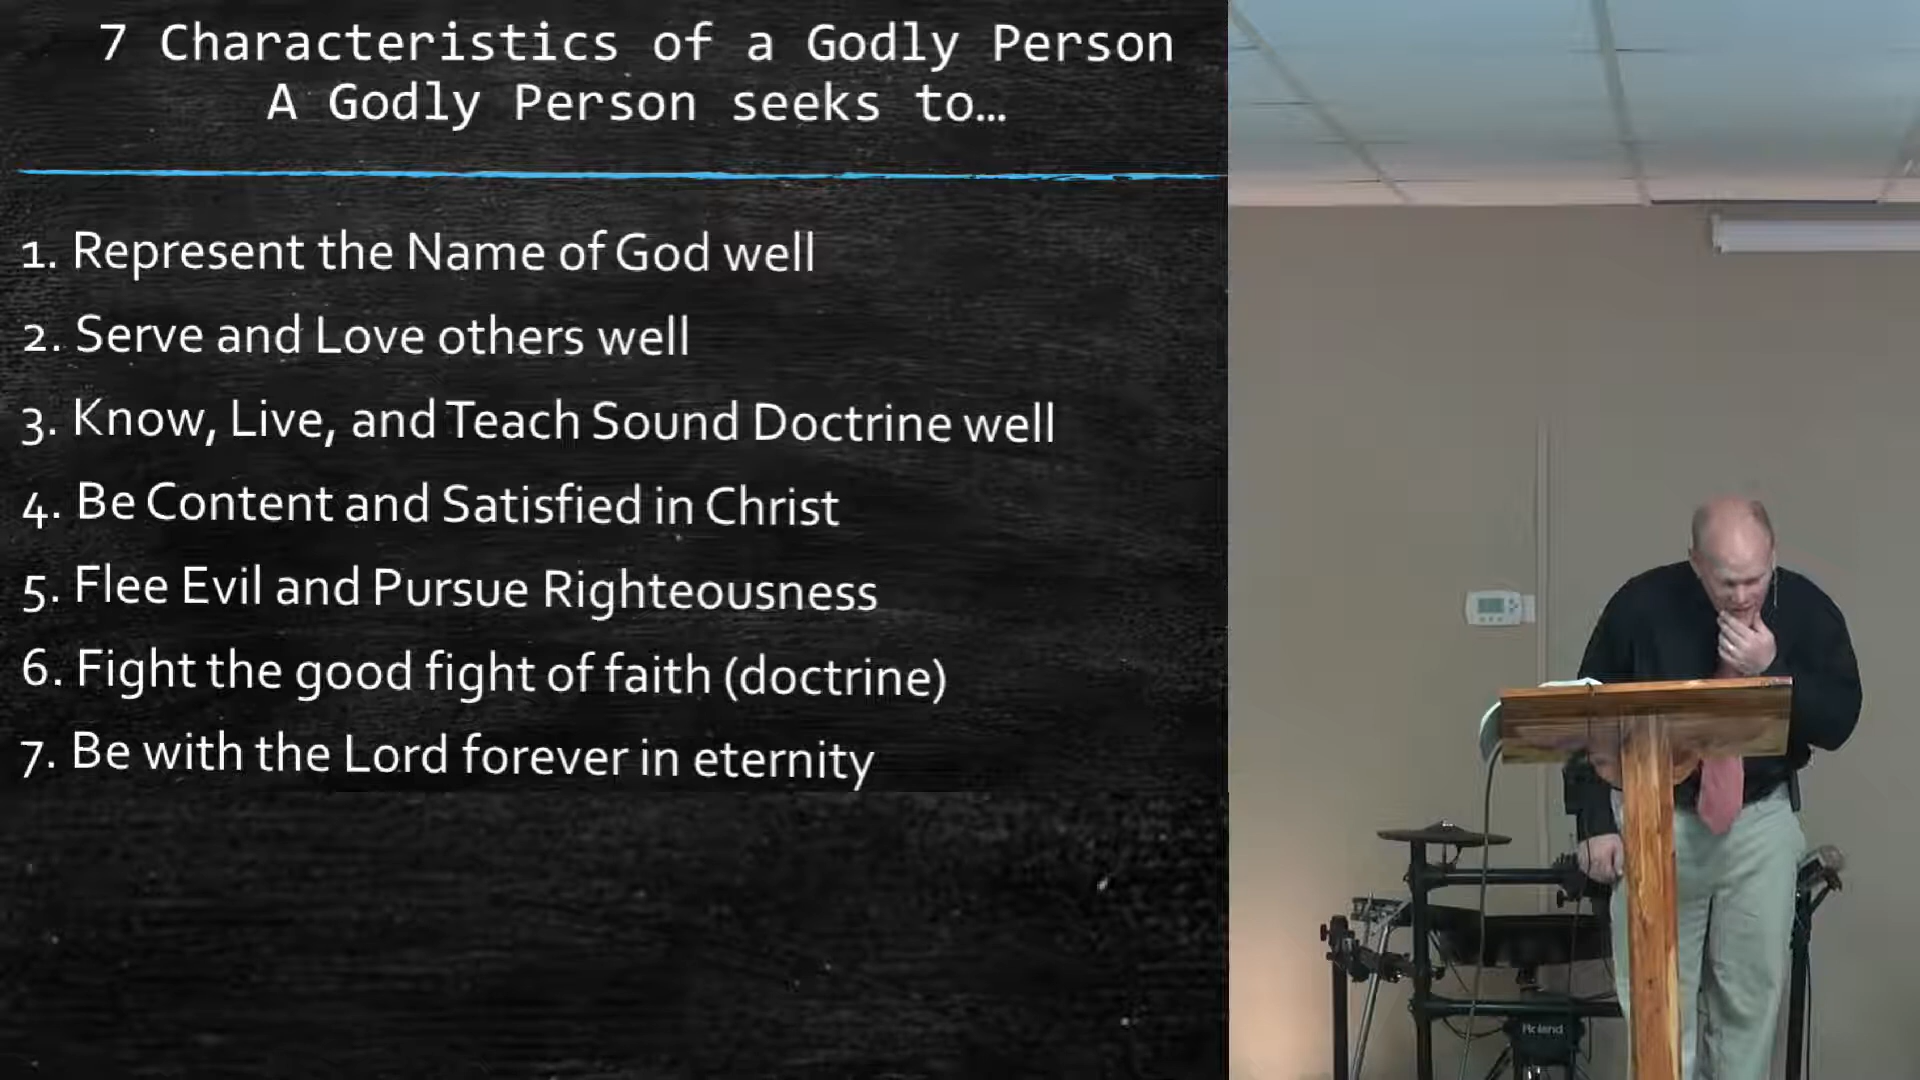 7 Characteristics of a Godly Person
A Godly Person seeks to…
1. Represent the Name of God well
2. Serve and Love others well
3. Know, Live, and Teach Sound Doctrine well
4. Be Content and Satisfied in Christ
5. Flee Evil and Pursue Righteousness
6. Fight the good fight of faith (doctrine)
7. Be with the Lord forever in eternity
Roland